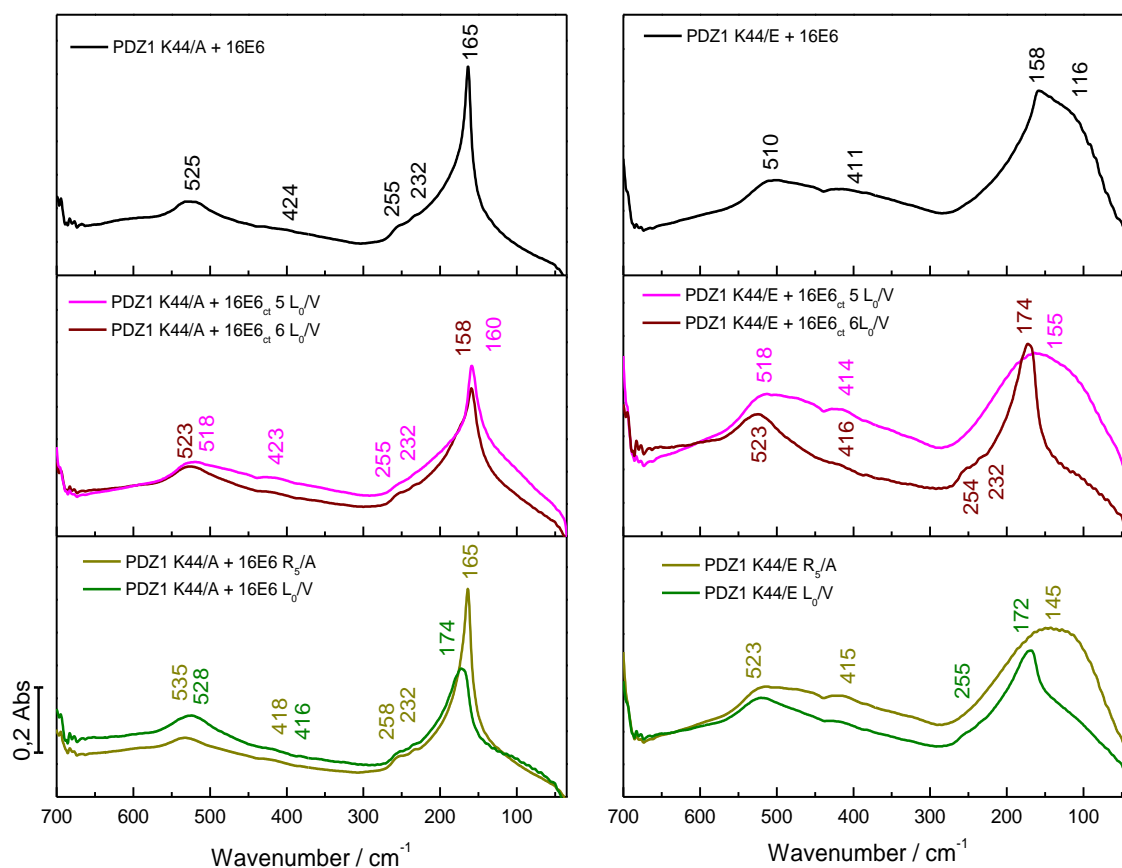 PDZ1 K44/A + 16E6
165
525
424
255
232
PDZ1 K44/E + 16E6
158
116
510
411
PDZ1 K44/A + 16E6ct 5 L0/V
PDZ1 K44/A + 16E6ct 6 L0/V
158
160
523
518
423
255
232
PDZ1 K44/E + 16E6ct 5 L0/V
PDZ1 K44/E + 16E6ct 6L0/V
174
155
518
414
523
416
254
232
PDZ1 K44/A + 16E6 R5/A
PDZ1 K44/A + 16E6 L0/V
165
174
535
528
418
416
258
232
0,2 Abs
PDZ1 K44/E R5/A
PDZ1 K44/E L0/V
172
145
523
415
255
700 600 500 400 300 200 100
Wavenumber / cm-1
700 600 500 400 300 200 100
Wavenumber / cm-1